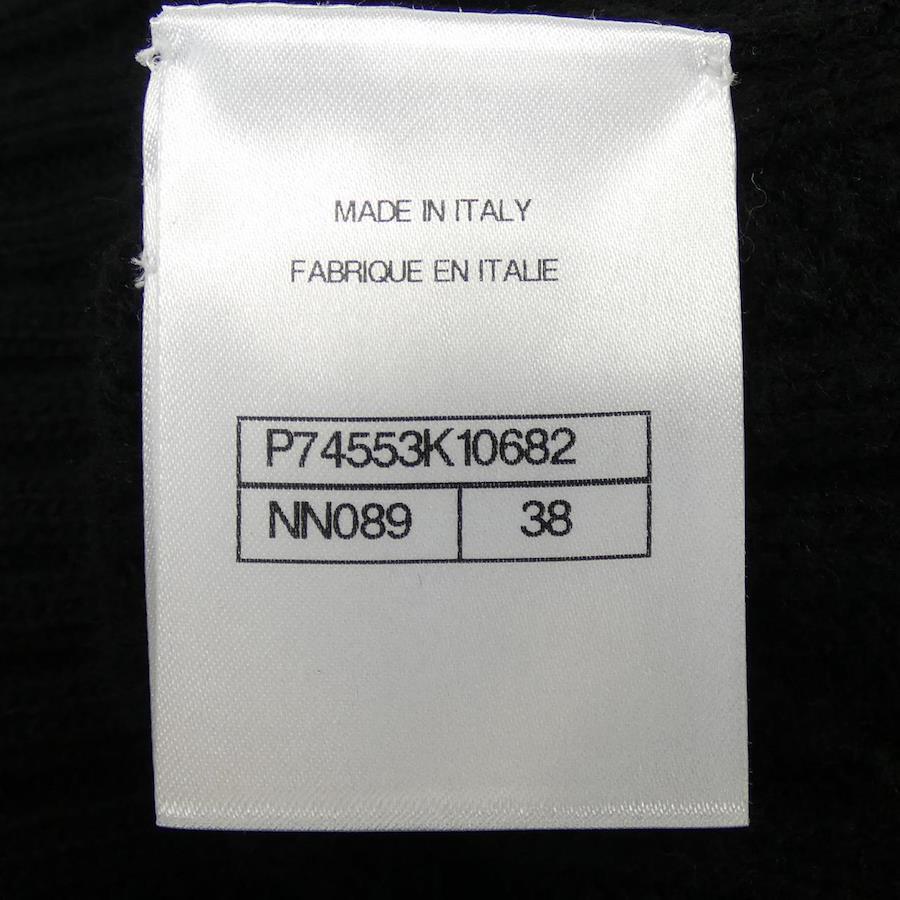 MADE IN ITALY
FABRIQUE EN ITALIE
P74553K10682
NN089 38